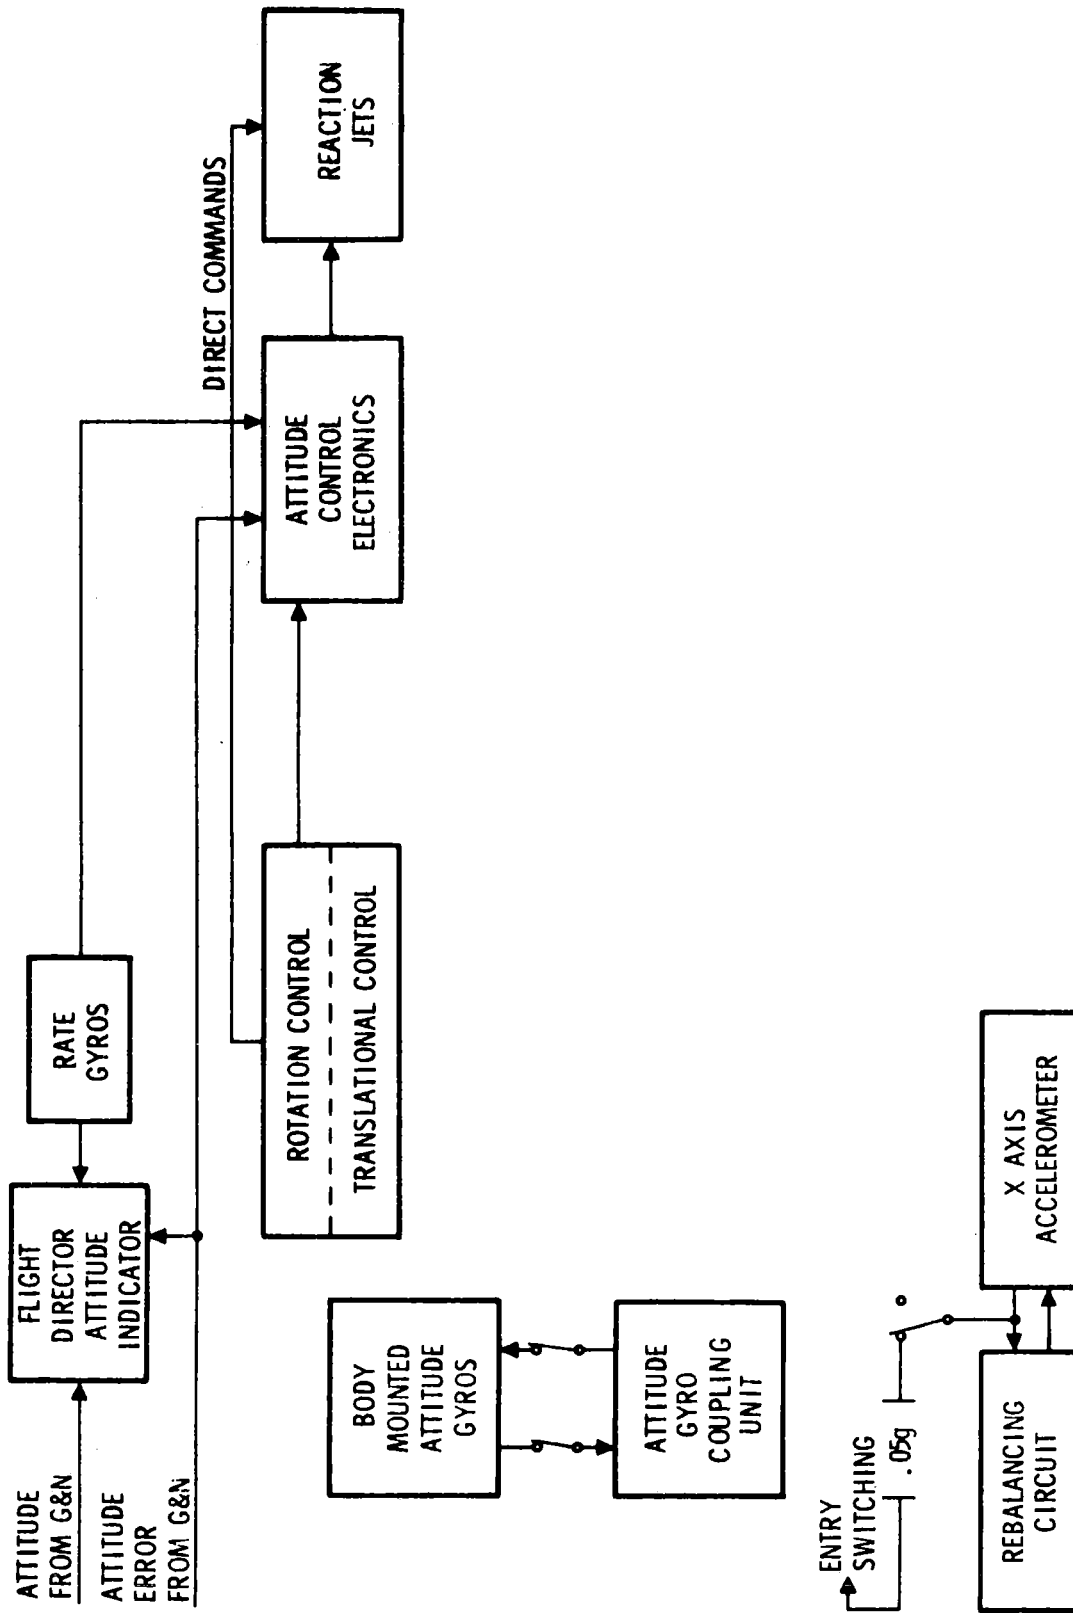 ATTITUDE
FROM G&N
ATTITUDE
ERROR
FROM G&N
FLIGHT
DIRECTOR
ATTITUDE
INDICATOR
RATE
GYROS
DIRECT COMMANDS
ROTATION CONTROL
TRANSLATIONAL CONTROL
ATTITUDE
CONTROL
ELECTRONICS
REACTION
JETS
BODY
MOUNTED
ATTITUDE
GYROS
ATTITUDE
GYRO
COUPLING
UNIT
ENTRY
SWITCHING
.05g
REBALANCING
CIRCUIT
X AXIS
ACCELEROMETER